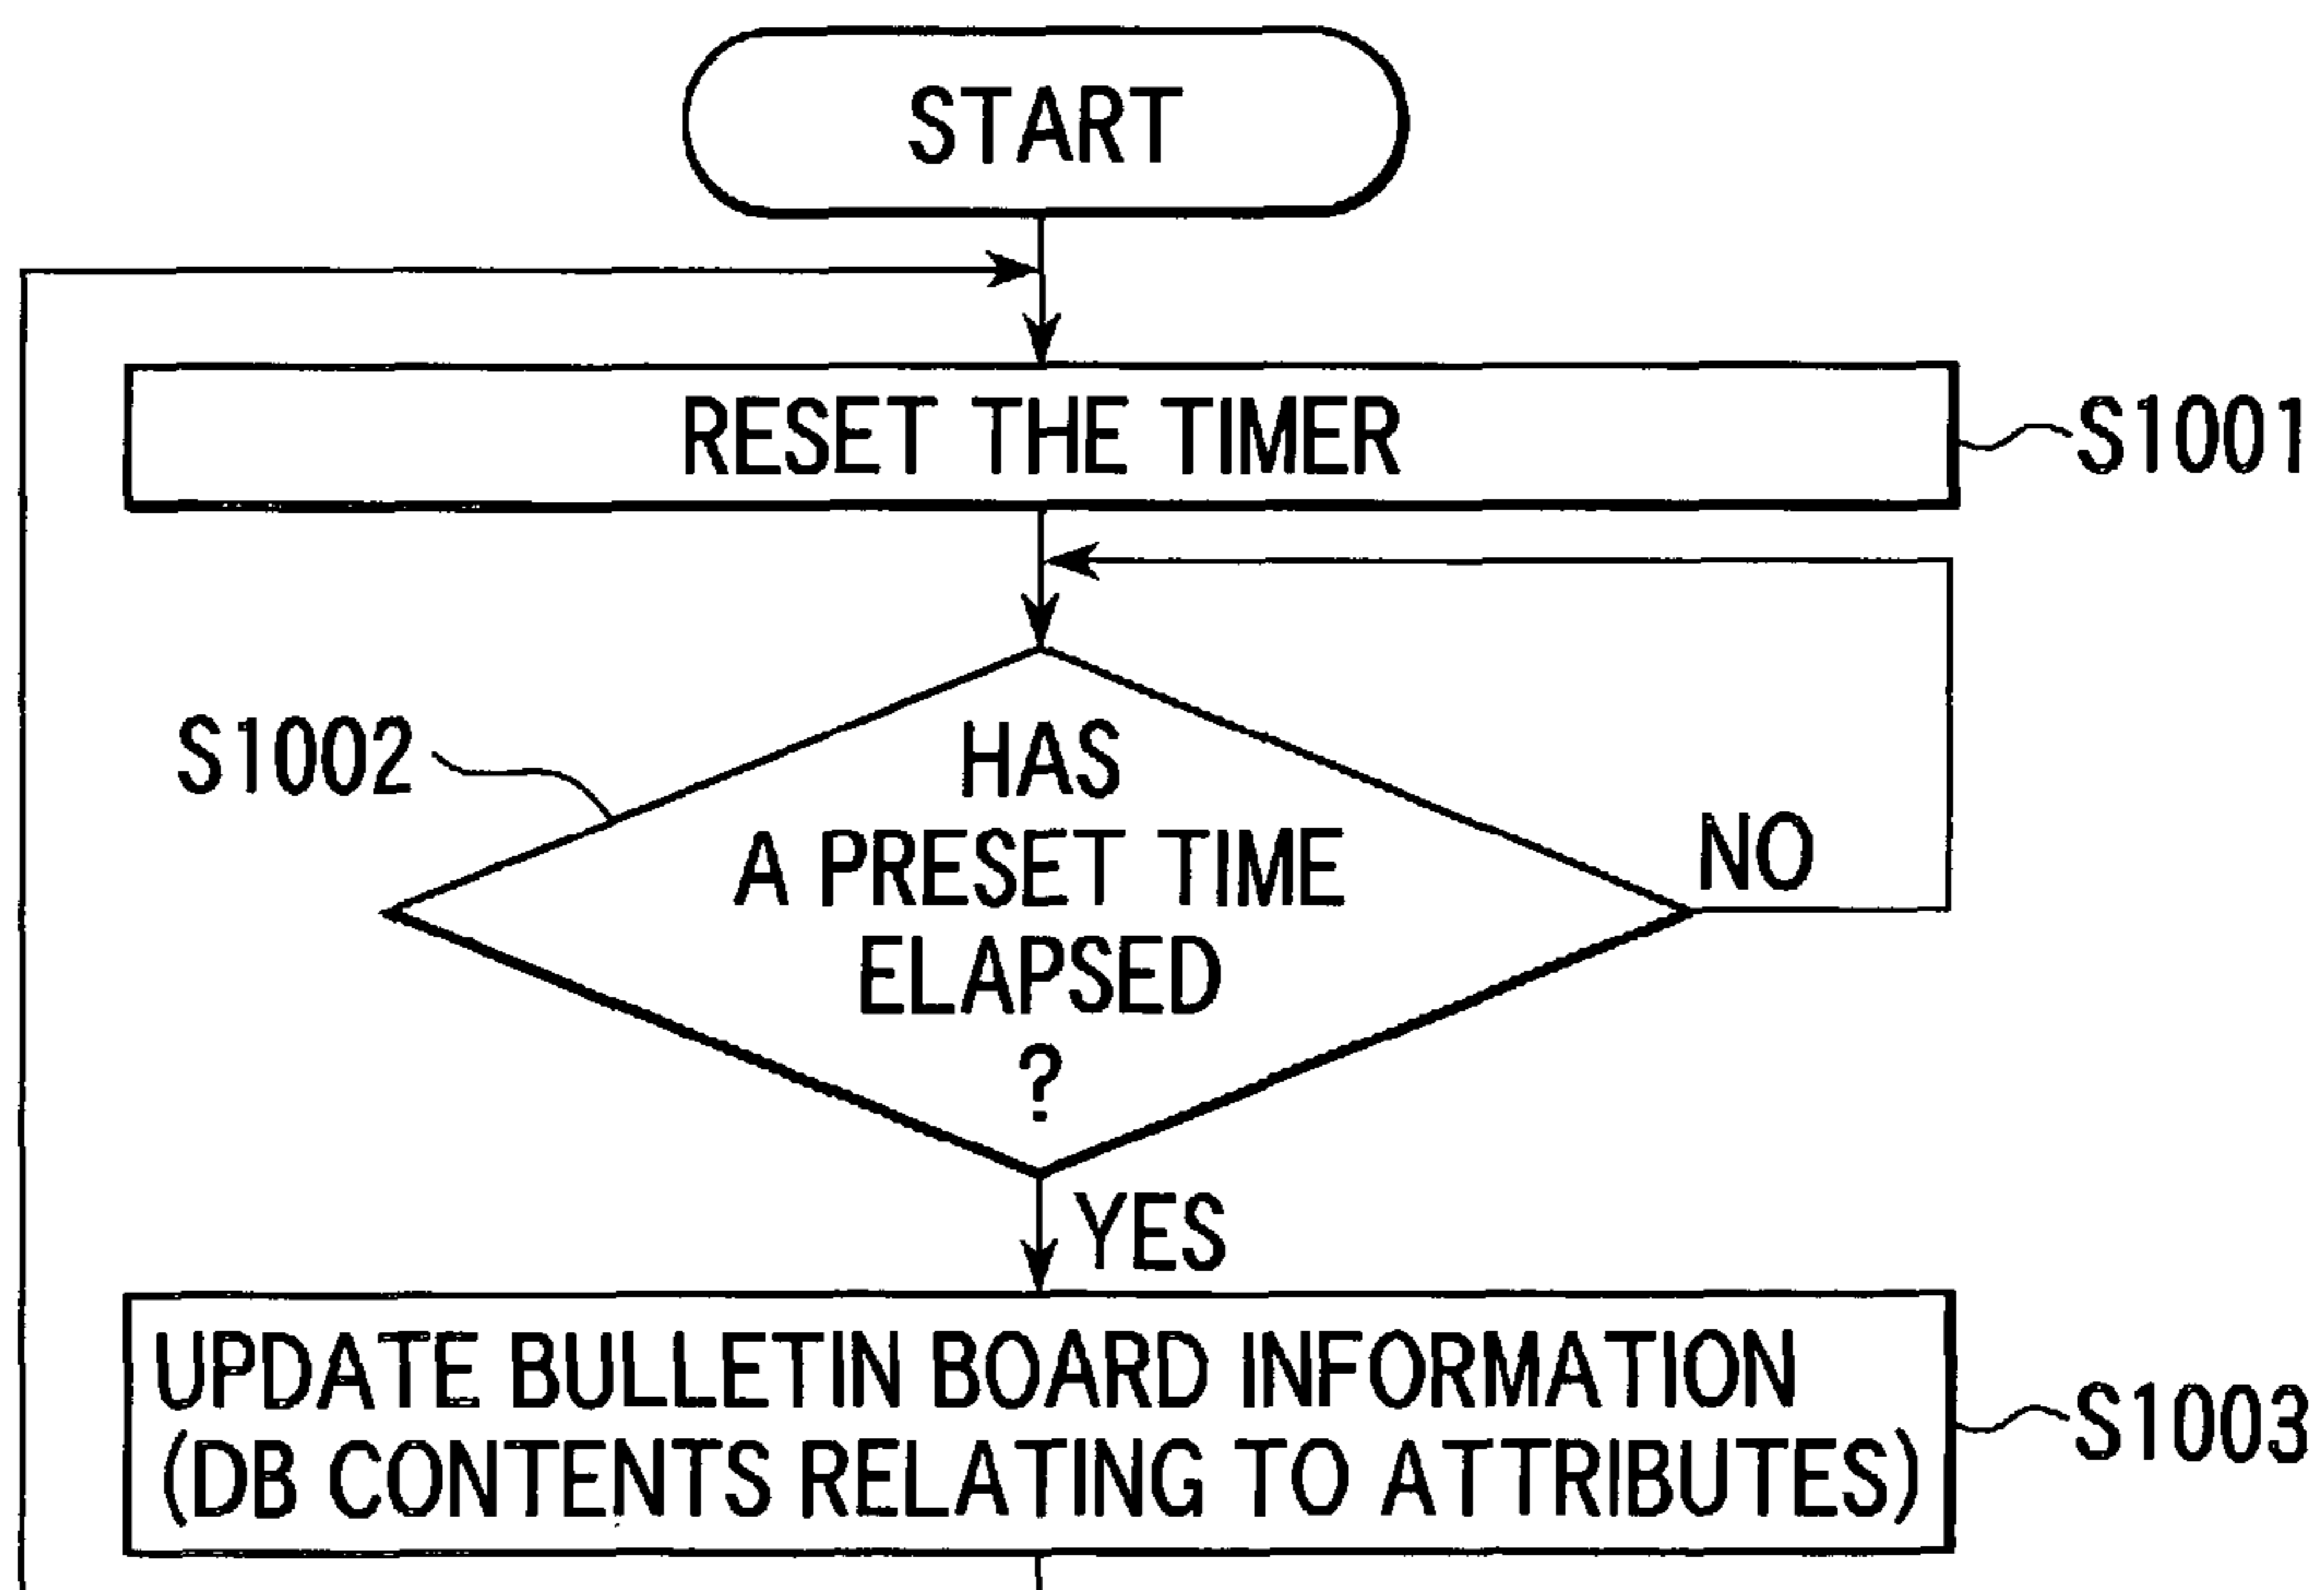 START
RESET THE TIMER
S1001
S1002
HAS
A PRESET TIME
ELAPSED
?
NO
YES
UPDATE BULLETIN BOARD INFORMATION
(DB CONTENTS RELATING TO ATTRIBUTES)
S1003